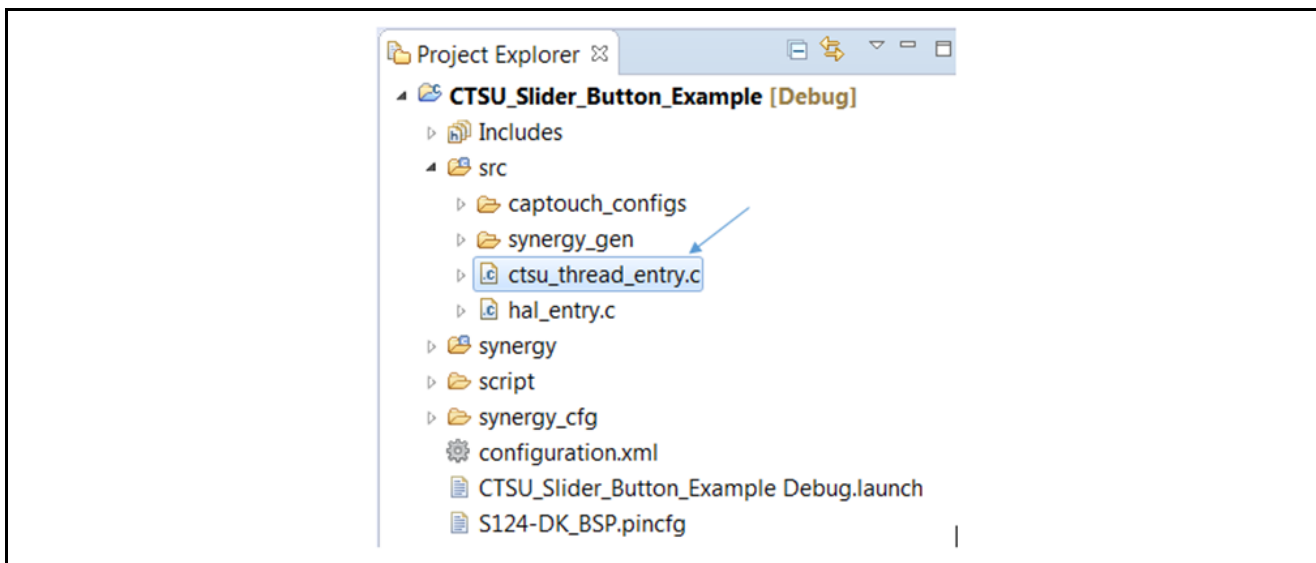 Project Explorer
CTSU_Slider_Button_Example [Debug]
Includes
src
captouch_configs
synergy_gen
ctsu_thread_entry.c
hal_entry.c
synergy
script
synergy_cfg
configuration.xml
CTSU_Slider_Button_Example Debug.launch
S124-DK_BSP.pincfg